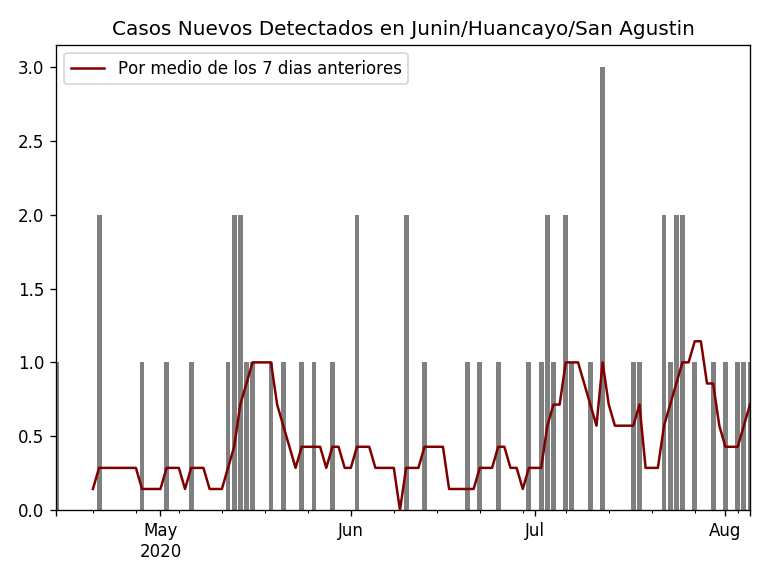 Casos Nuevos Detectados en Junin/Huancayo/San Agustin
Por medio de los 7 dias anteriores
3.0
2.5
2.0
1.5
1.0
0.5
0.0
May
2020
Jun
Jul
Aug